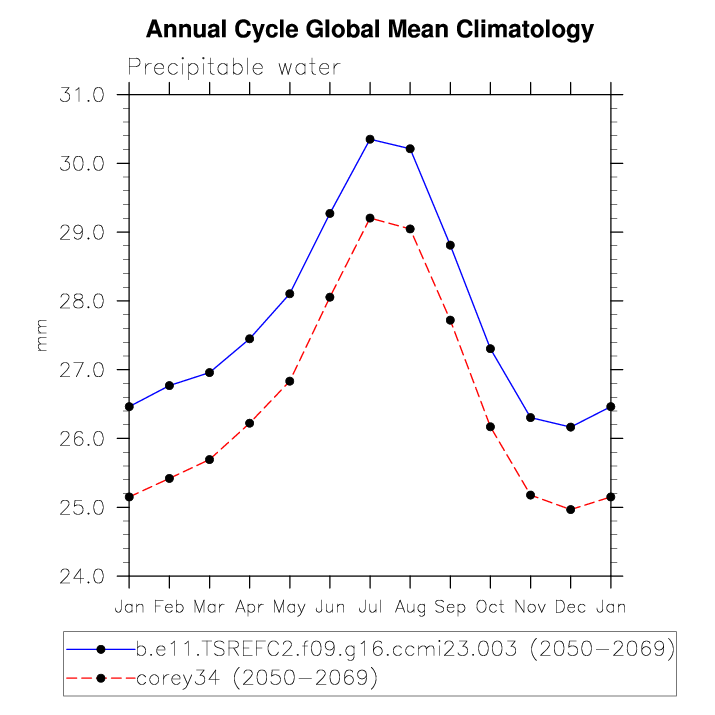 Annual Cycle Global Mean Climatology
Precipitable water
31.0
30.0
29.0
28.0
27.0
26.0
25.0
24.0
mm
Jan Feb Mar Apr May Jun Jul Aug Sep Oct Nov Dec Jan
b.e11.TSREFC2.f09.g16.ccmi23.003 (2050−2069)
corey34 (2050−2069)